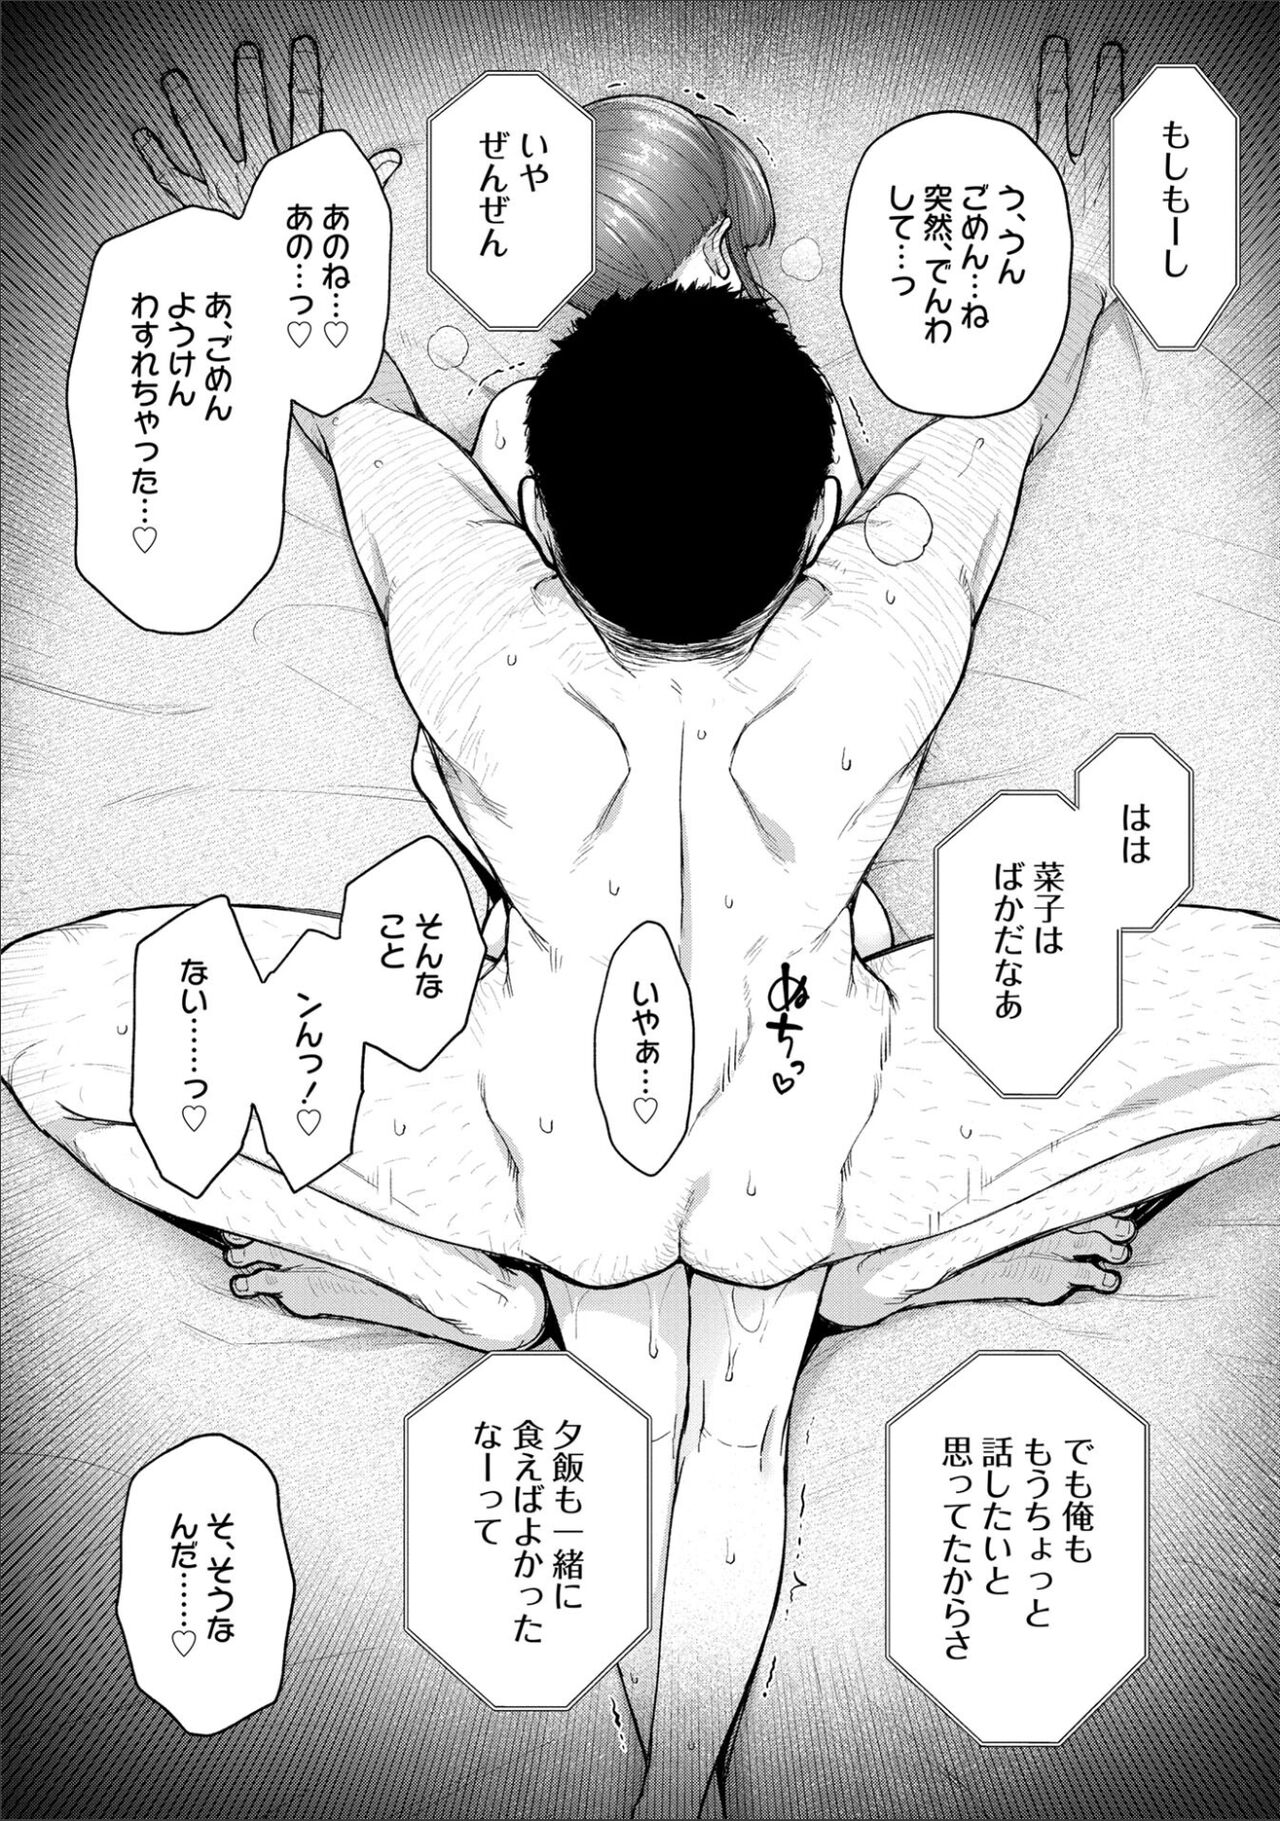 もしもーし
う、うん
ごめん…ね
突然、でんわ
して…っ
いや
ぜんぜん
あのね…♡
あの…っ♡
あ、ごめん
ようけん
わすれちゃった…♡
はは
菜子は
ばかだなあ
ぬちっ♡
いやぁ…♡
そんな
こと
ンんっ!♡
ない……っ♡
でも俺も
もうちょっと
話したいと
思ってたからさ
夕飯も一緒に
食えばよかった
なーって
そ、そうな
んだ……♡